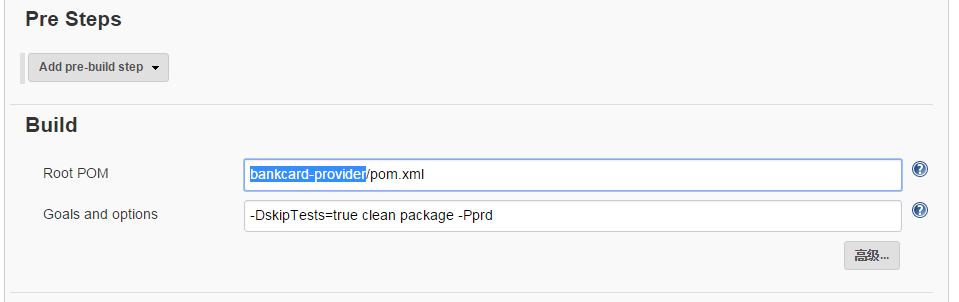 Pre Steps
Add pre-build step
Build
Root POM bankcard-provider/pom.xml ?
Goals and options -DskipTests=true clean package -Pprd ?
高级...